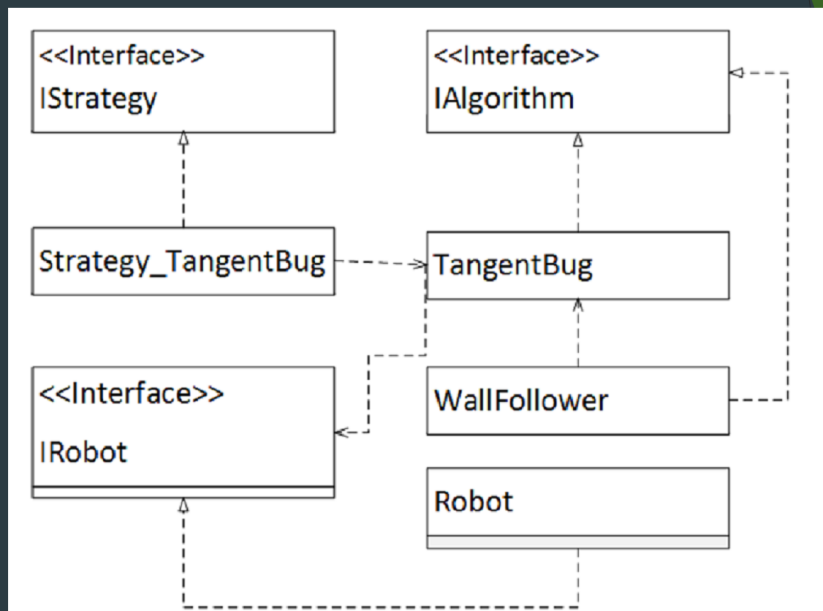 <<Interface>>
IStrategy
<<Interface>>
IAlgorithm
Strategy_TangentBug
TangentBug
<<Interface>>
IRobot
WallFollower
Robot